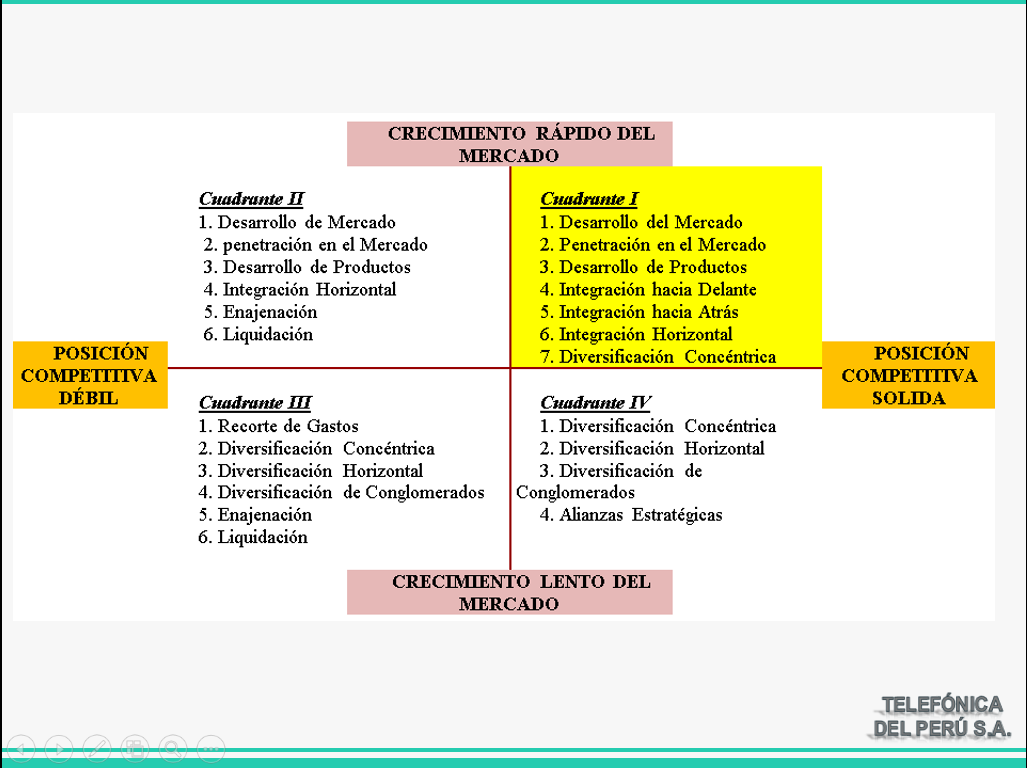 CRECIMIENTO RÁPIDO DEL
MERCADO
Cuadrante II
1. Desarrollo de Mercado
2. penetración en el Mercado
3. Desarrollo de Productos
4. Integración Horizontal
5. Enajenación
6. Liquidación
Cuadrante I
1. Desarrollo del Mercado
2. Penetración en el Mercado
3. Desarrollo de Productos
4. Integración hacia Delante
5. Integración hacia Atrás
6. Integración Horizontal
7. Diversificación Concéntrica
POSICIÓN
COMPETITIVA
DÉBIL
POSICIÓN
COMPETITIVA
SOLIDA
Cuadrante III
1. Recorte de Gastos
2. Diversificación Concéntrica
3. Diversificación Horizontal
4. Diversificación de Conglomerados
5. Enajenación
6. Liquidación
Cuadrante IV
1. Diversificación Concéntrica
2. Diversificación Horizontal
3. Diversificación de
Conglomerados
4. Alianzas Estratégicas
CRECIMIENTO LENTO DEL
MERCADO
TELEFÓNICA
DEL PERÚ S.A.